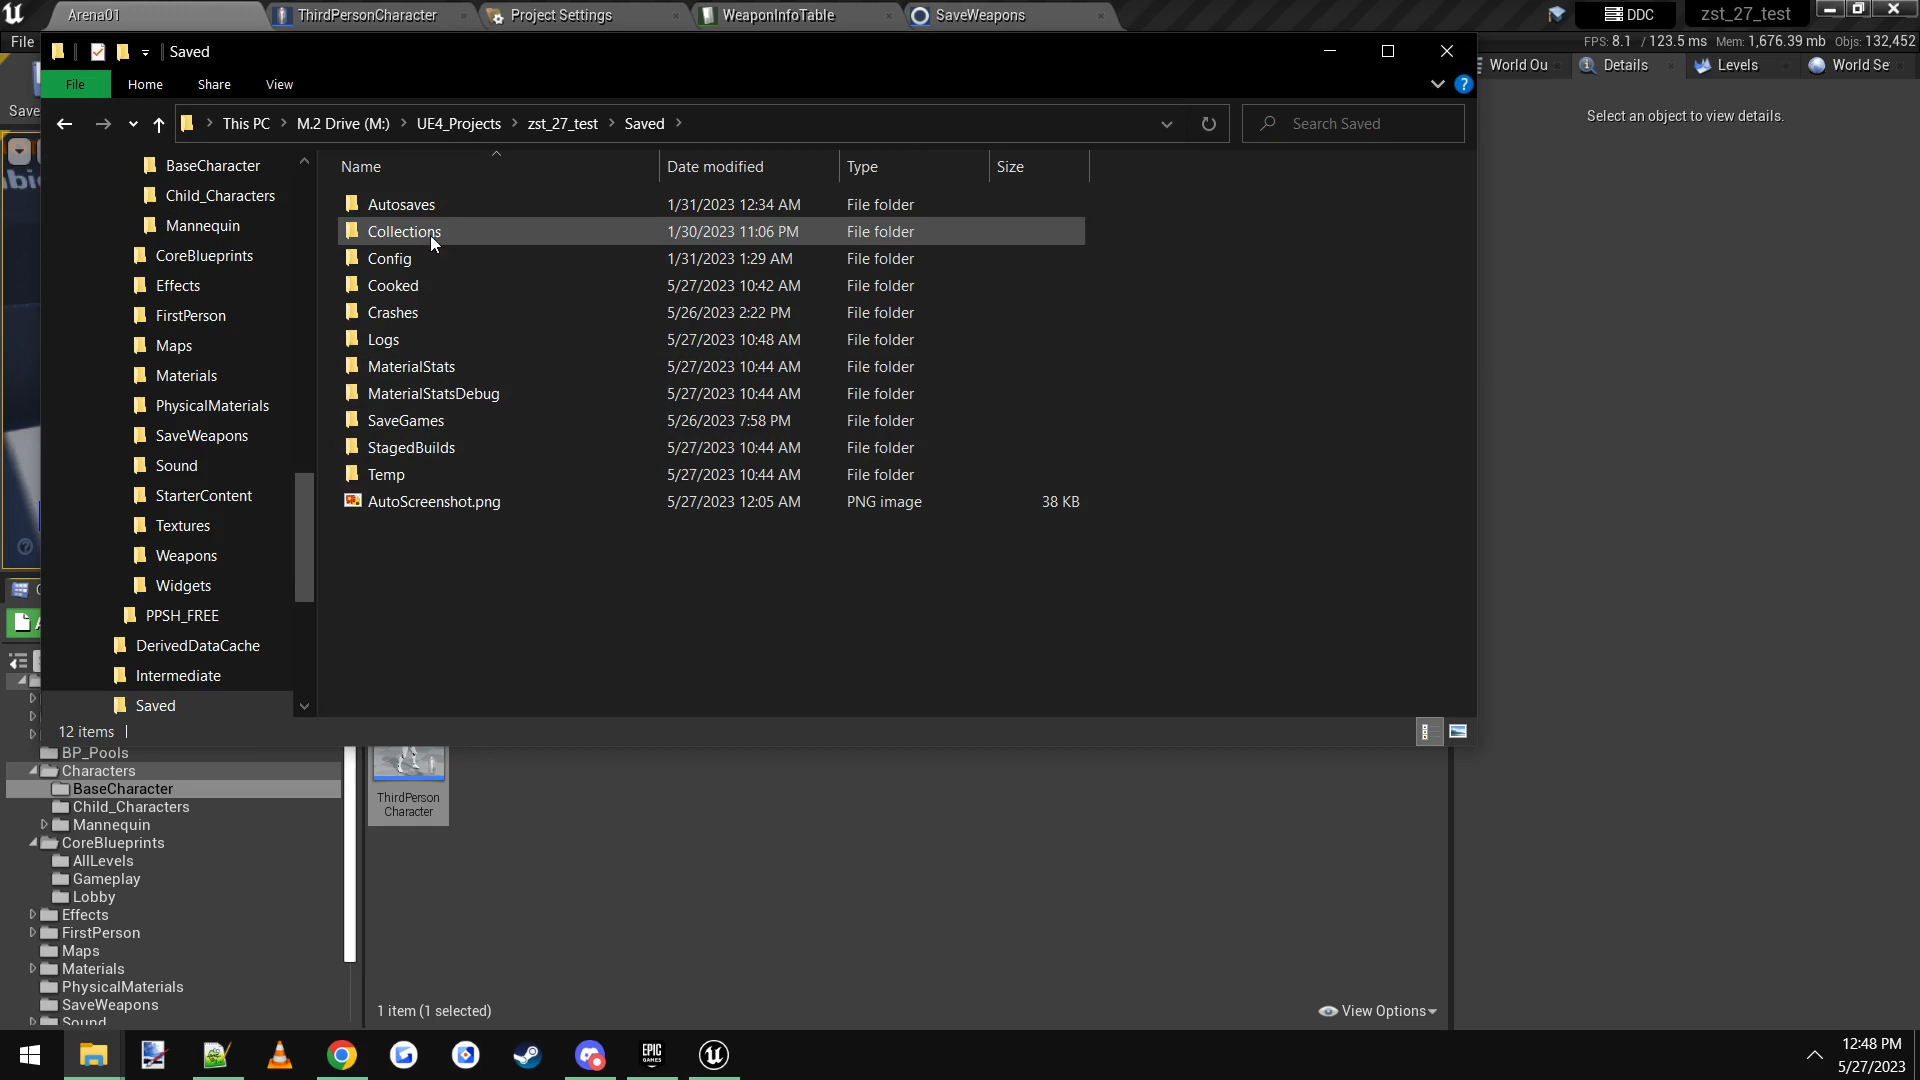 Arena01
ThirdPersonCharacter
Project Settings
WeaponInfoTable
SaveWeapons
DDC
zst_27_test
File
FPS: 8.1 / 123.5 ms Mem: 1,676.39 mb Objs: 132,452
Saved
World Ou
Details
Levels
World Se
File
Home
Share
View
Save
Select an object to view details.
This PC
M.2 Drive (M:)
UE4_Projects
zst_27_test
Saved
Search Saved
Name
Date modified
Type
Size
BaseCharacter
Child_Characters
Mannequin
CoreBlueprints
Effects
FirstPerson
Maps
Materials
PhysicalMaterials
SaveWeapons
Sound
StarterContent
Textures
Weapons
Widgets
PPSH_FREE
DerivedDataCache
Intermediate
Saved
Autosaves 1/31/2023 12:34 AM File folder
Collections 1/30/2023 11:06 PM File folder
Config 1/31/2023 1:29 AM File folder
Cooked 5/27/2023 10:42 AM File folder
Crashes 5/26/2023 2:22 PM File folder
Logs 5/27/2023 10:48 AM File folder
MaterialStats 5/27/2023 10:44 AM File folder
MaterialStatsDebug 5/27/2023 10:44 AM File folder
SaveGames 5/26/2023 7:58 PM File folder
StagedBuilds 5/27/2023 10:44 AM File folder
Temp 5/27/2023 10:44 AM File folder
AutoScreenshot.png 5/27/2023 12:05 AM PNG image 38 KB
12 items
BP_Pools
Characters
BaseCharacter
Child_Characters
Mannequin
CoreBlueprints
AllLevels
Gameplay
Lobby
Effects
FirstPerson
Maps
Materials
PhysicalMaterials
SaveWeapons
Sound
ThirdPerson
Character
1 item (1 selected)
View Options
EPIC
GAMES
12:48 PM
5/27/2023